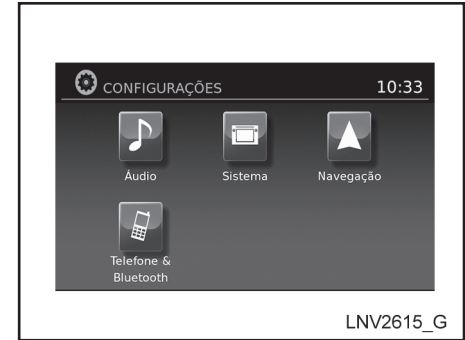 CONFIGURAÇÕES 10:33
Áudio Sistema Navegação
Telefone &
Bluetooth
LNV2615_G